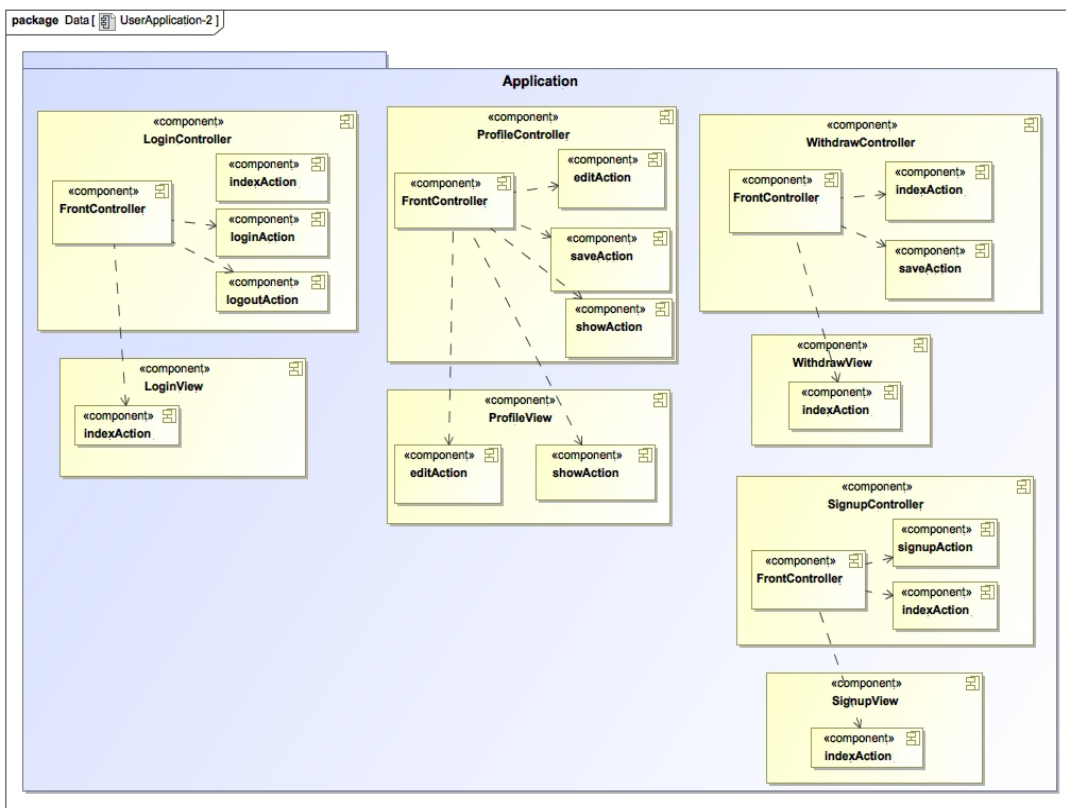 package Data [ UserApplication-2 ]
Application
«component»
LoginController
«component»
indexAction
«component»
FrontController
«component»
loginAction
«component»
logoutAction
«component»
LoginView
«component»
indexAction
«component»
ProfileController
«component»
editAction
«component»
FrontController
«component»
saveAction
«component»
showAction
«component»
ProfileView
«component»
editAction
«component»
showAction
«component»
WithdrawController
«component»
indexAction
«component»
FrontController
«component»
saveAction
«component»
WithdrawView
«component»
indexAction
«component»
SignupController
«component»
signupAction
«component»
FrontController
«component»
indexAction
«component»
SignupView
«component»
indexAction